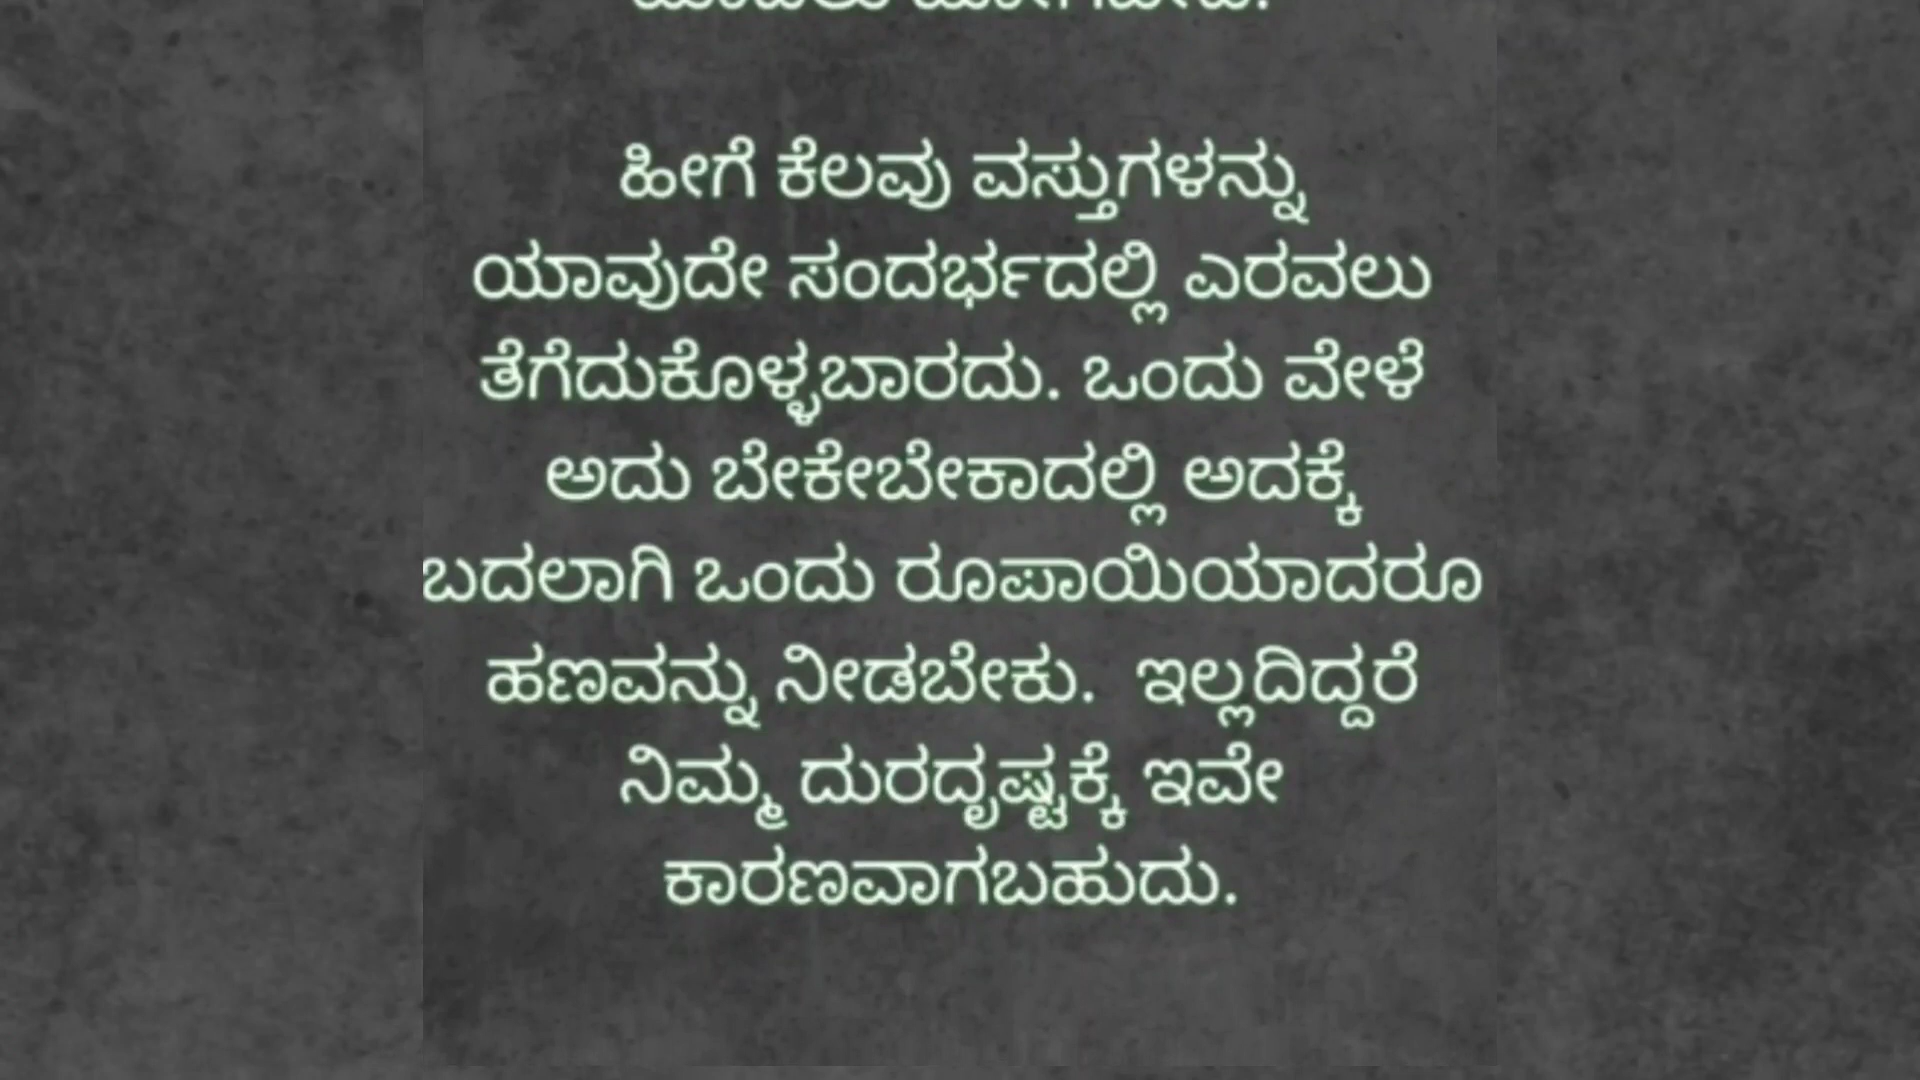 ಹೀಗೆ ಕೆಲವು ವಸ್ತುಗಳನ್ನು
ಯಾವುದೇ ಸಂದರ್ಭದಲ್ಲಿ ಎರವಲು
ತೆಗೆದುಕೊಳ್ಳಬಾರದು. ಒಂದು ವೇಳೆ
ಅದು ಬೇಕೇಬೇಕಾದಲ್ಲಿ ಅದಕ್ಕೆ
ಬದಲಾಗಿ ಒಂದು ರೂಪಾಯಿಯಾದರೂ
ಹಣವನ್ನು ನೀಡಬೇಕು. ಇಲ್ಲದಿದ್ದರೆ
ನಿಮ್ಮ ದುರದೃಷ್ಟಕ್ಕೆ ಇವೇ
ಕಾರಣವಾಗಬಹುದು.